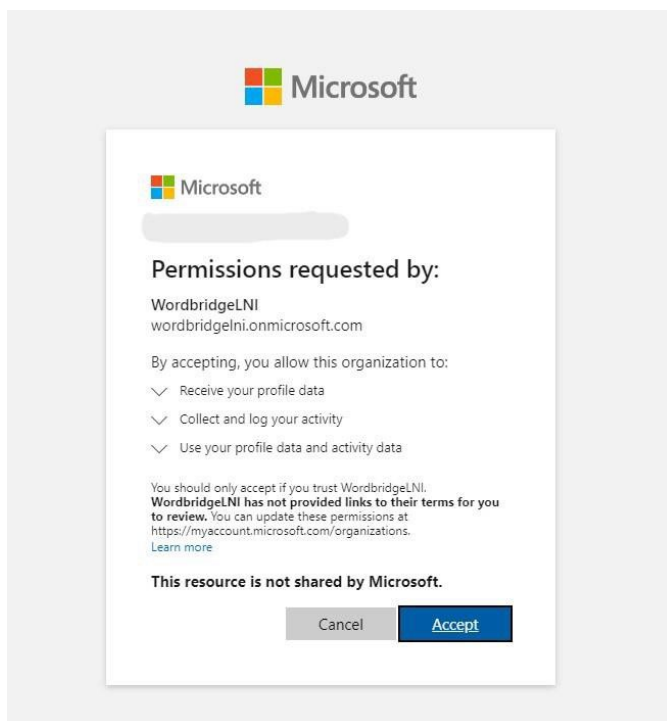 Microsoft
Microsoft
Permissions requested by:
WordbridgeLNI
wordbridgelni.onmicrosoft.com
By accepting, you allow this organization to:
Receive your profile data
Collect and log your activity
Use your profile data and activity data
You should only accept if you trust WordbridgeLNI.
WordbridgeLNI has not provided links to their terms for you
to review. You can update these permissions at
https://myaccount.microsoft.com/organizations.
Learn more
This resource is not shared by Microsoft.
Cancel Accept